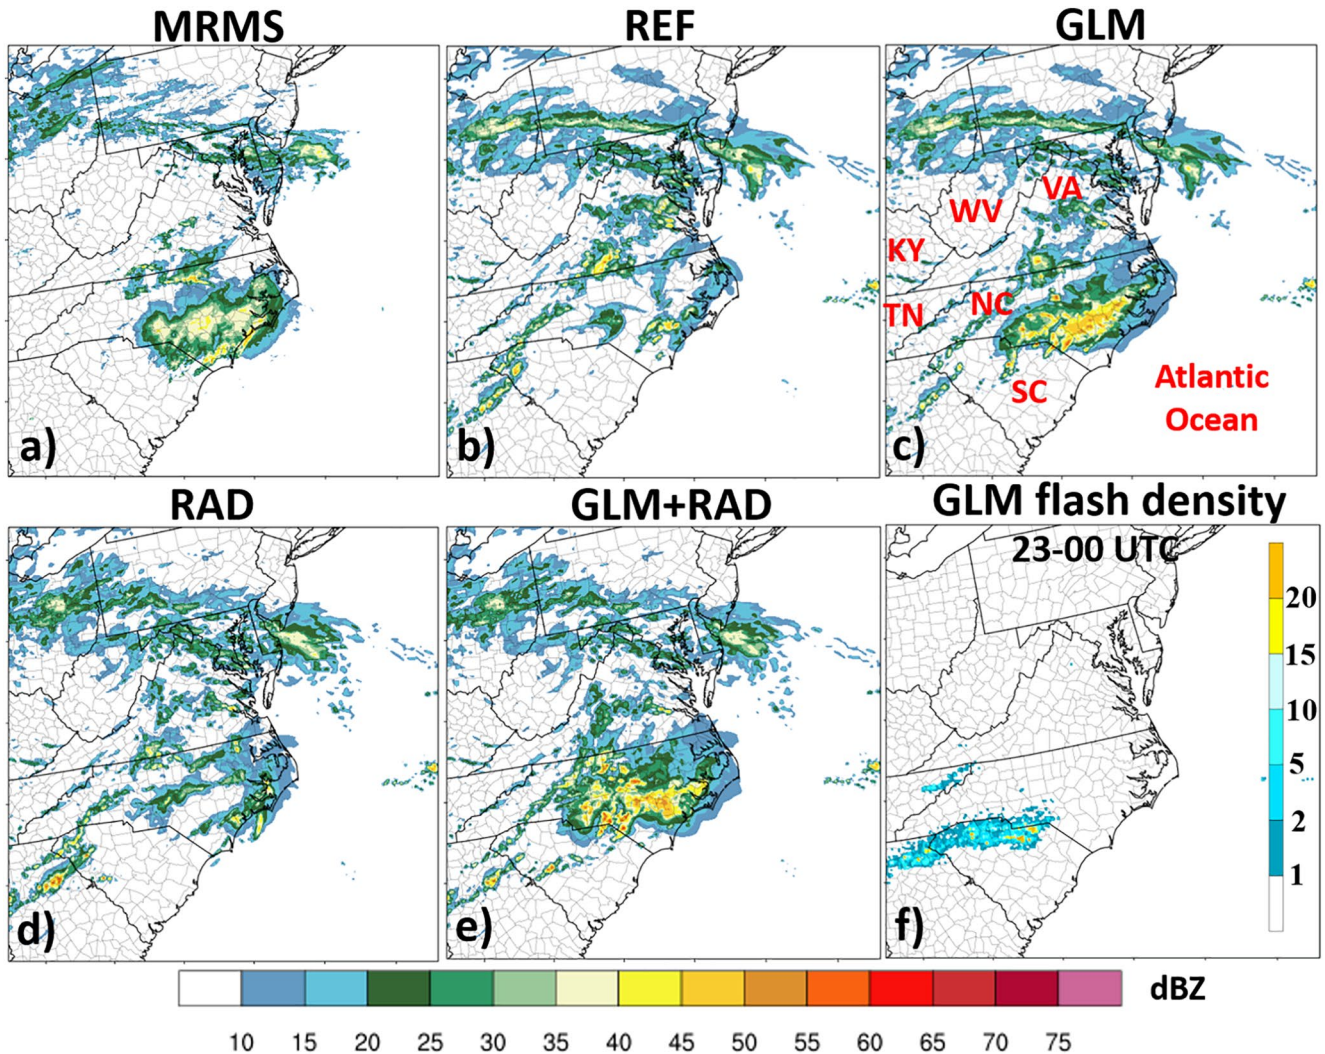 MRMS
REF
GLM
VA
WV
KY
TN
NC
SC
Atlantic
Ocean
a)
b)
c)
RAD
GLM+RAD
GLM flash density
23-00 UTC
20
15
10
5
2
1
d)
e)
f)
dBZ
10 15 20 25 30 35 40 45 50 55 60 65 70 75